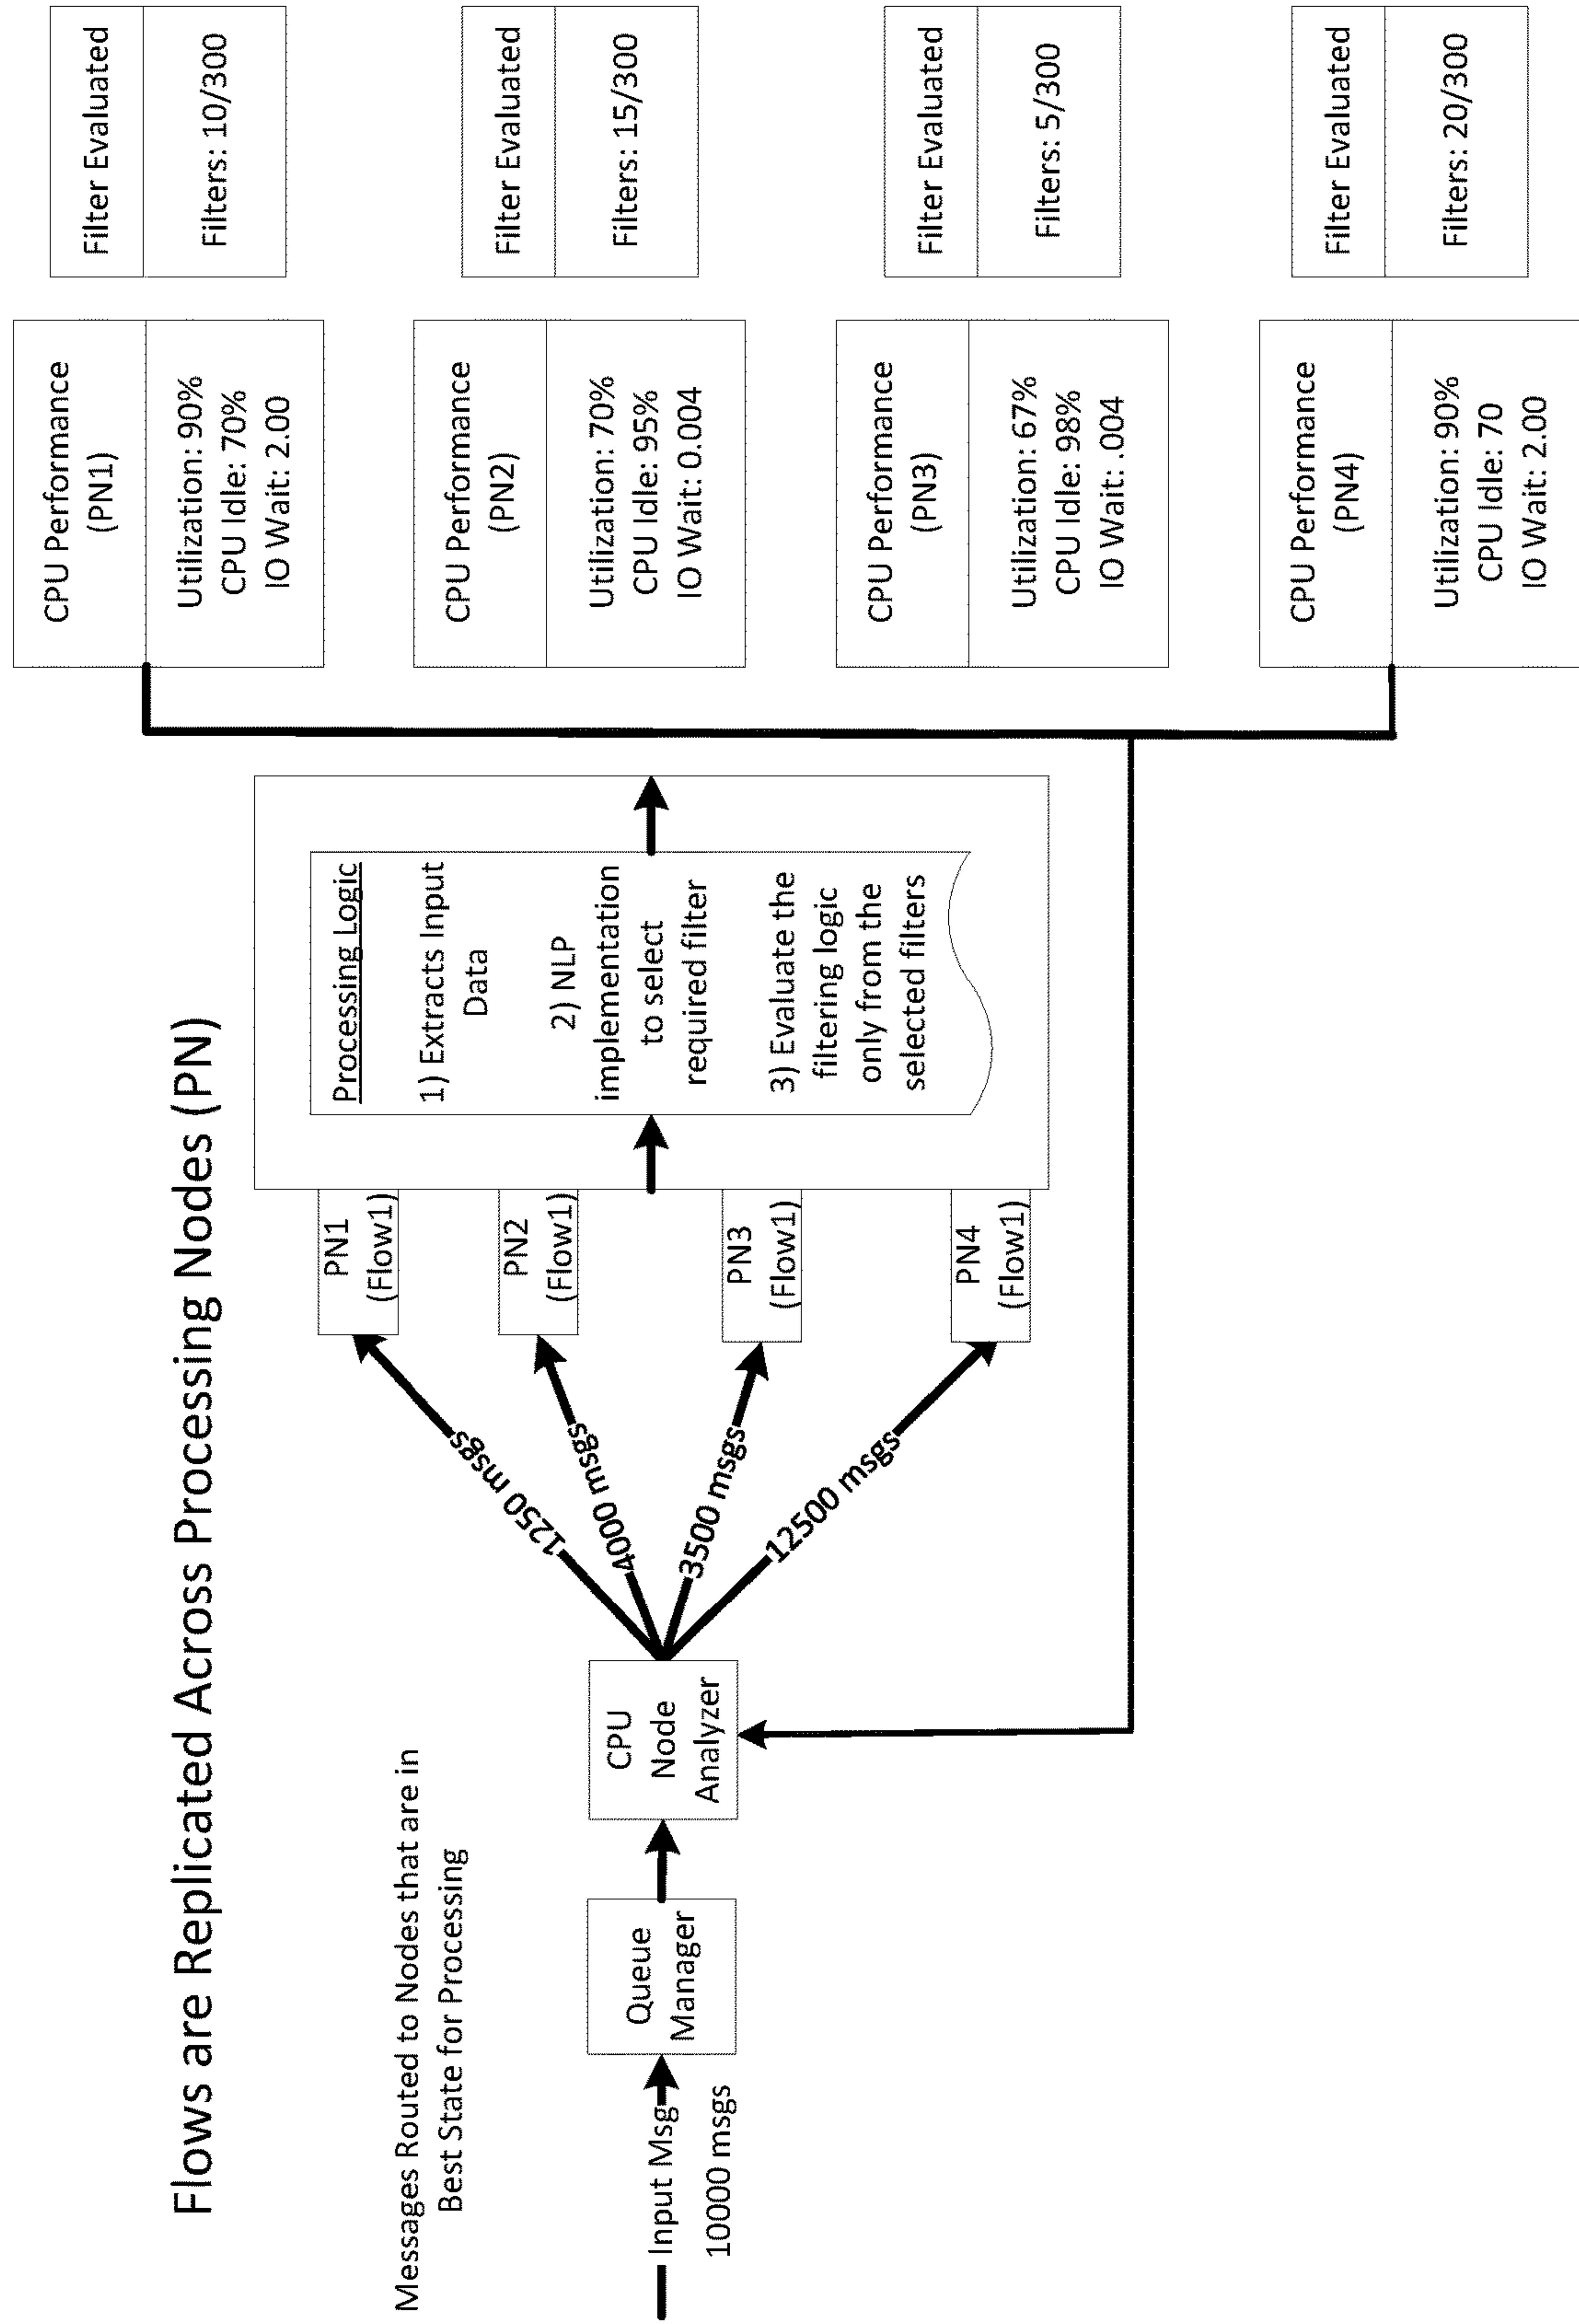 Flows are Replicated Across Processing Nodes (PN)
Messages Routed to Nodes that are in
Best State for Processing
Input Msg
10000 msgs
Queue
Manager
CPU
Node
Analyzer
1250 msgs
4000 msgs
3500 msgs
12500 msgs
PN1
(Flow1)
PN2
(Flow1)
PN3
(Flow1)
PN4
(Flow1)
Processing Logic
1) Extracts Input
Data
2) NLP
implementation
to select
required filter
3) Evaluate the
filtering logic
only from the
selected filters
CPU Performance
(PN1)
Utilization: 90%
CPU Idle: 70%
IO Wait: 2.00
Filter Evaluated
Filters: 10/300
CPU Performance
(PN2)
Utilization: 70%
CPU Idle: 95%
IO Wait: 0.004
Filter Evaluated
Filters: 15/300
CPU Performance
(PN3)
Utilization: 67%
CPU Idle: 98%
IO Wait: .004
Filter Evaluated
Filters: 5/300
CPU Performance
(PN4)
Utilization: 90%
CPU Idle: 70
IO Wait: 2.00
Filter Evaluated
Filters: 20/300